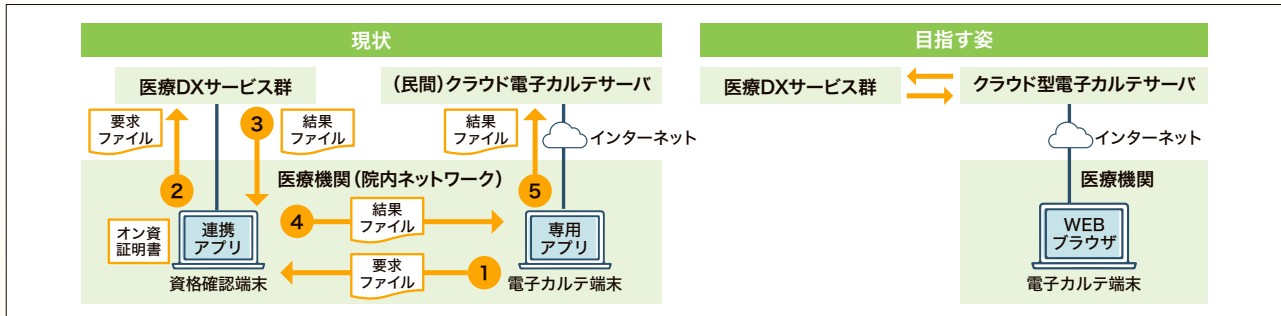 現状
医療DXサービス群
(民間)クラウド電子カルテサーバ
要求
ファイル
3
結果
ファイル
結果
ファイル
インターネット
2
医療機関(院内ネットワーク)
5
オン資
証明書
連携
アプリ
4
結果
ファイル
専用
アプリ
要求
ファイル
1
資格確認端末
電子カルテ端末
目指す姿
医療DXサービス群
クラウド型電子カルテサーバ
インターネット
医療機関
WEB
ブラウザ
電子カルテ端末